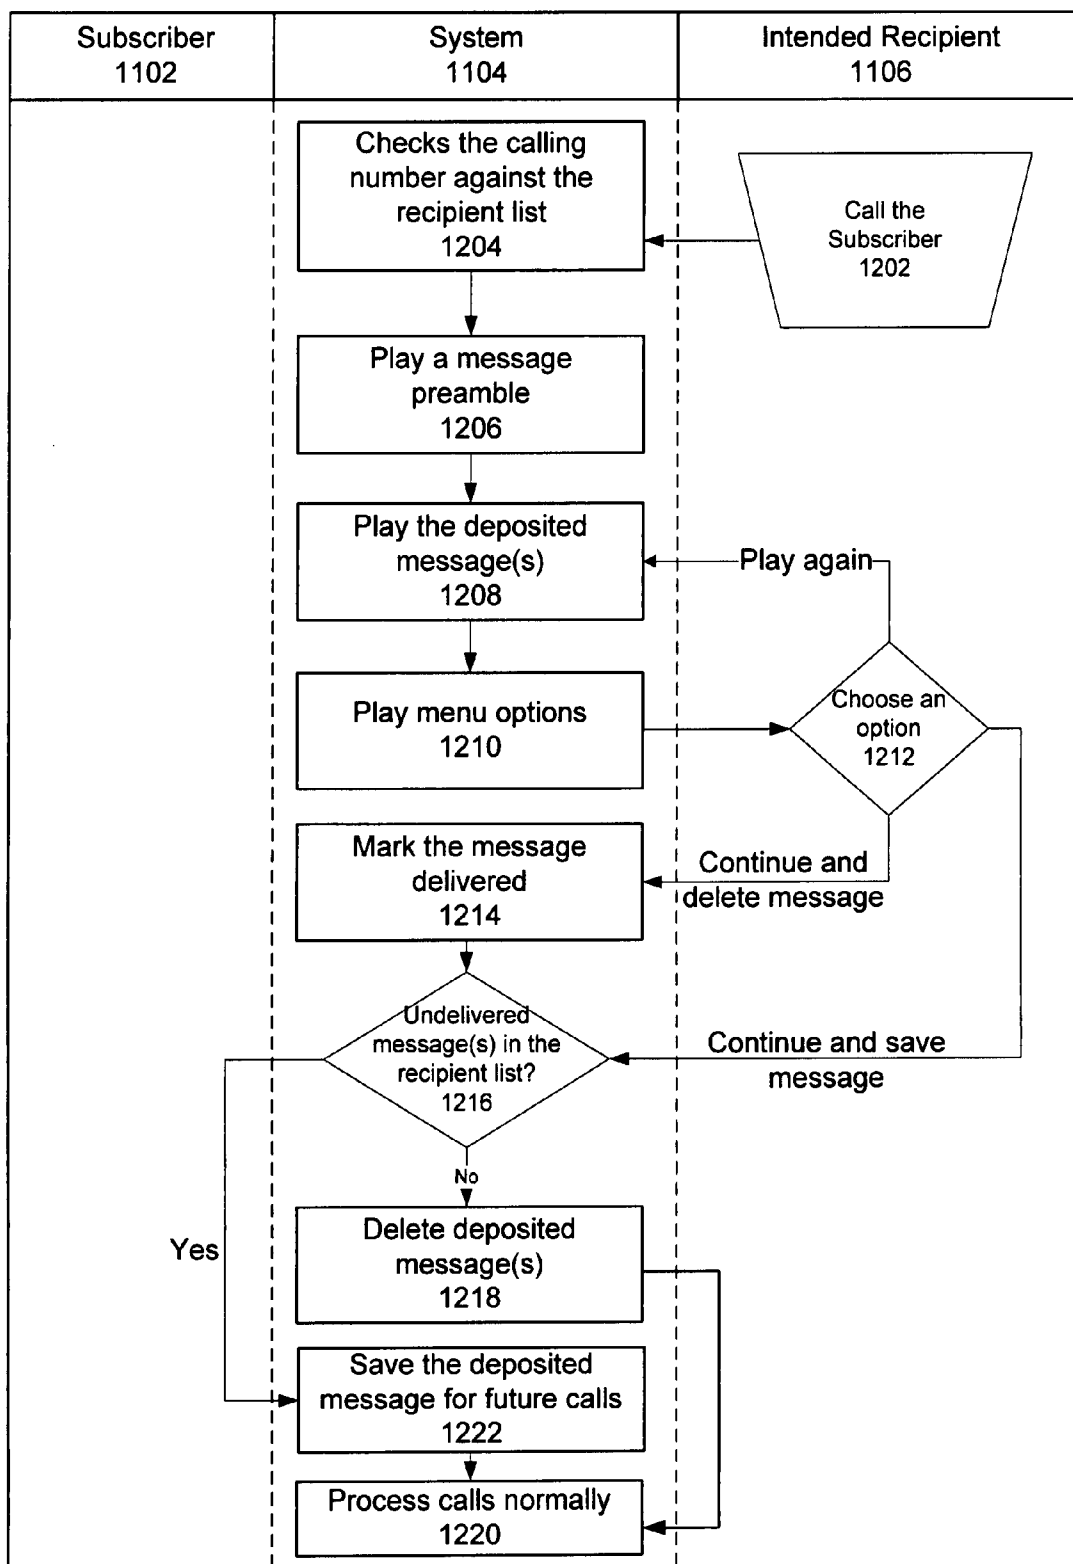 Subscriber
1102
System
1104
Intended Recipient
1106
Checks the calling
number against the
recipient list
1204
Call the
Subscriber
1202
Play a message
preamble
1206
Play the deposited
message(s)
1208
Play again
Play menu options
1210
Choose an
option
1212
Mark the message
delivered
1214
Continue and
delete message
Undelivered
message(s) in the
recipient list?
1216
Continue and save
message
No
Yes
Delete deposited
message(s)
1218
Save the deposited
message for future calls
1222
Process calls normally
1220